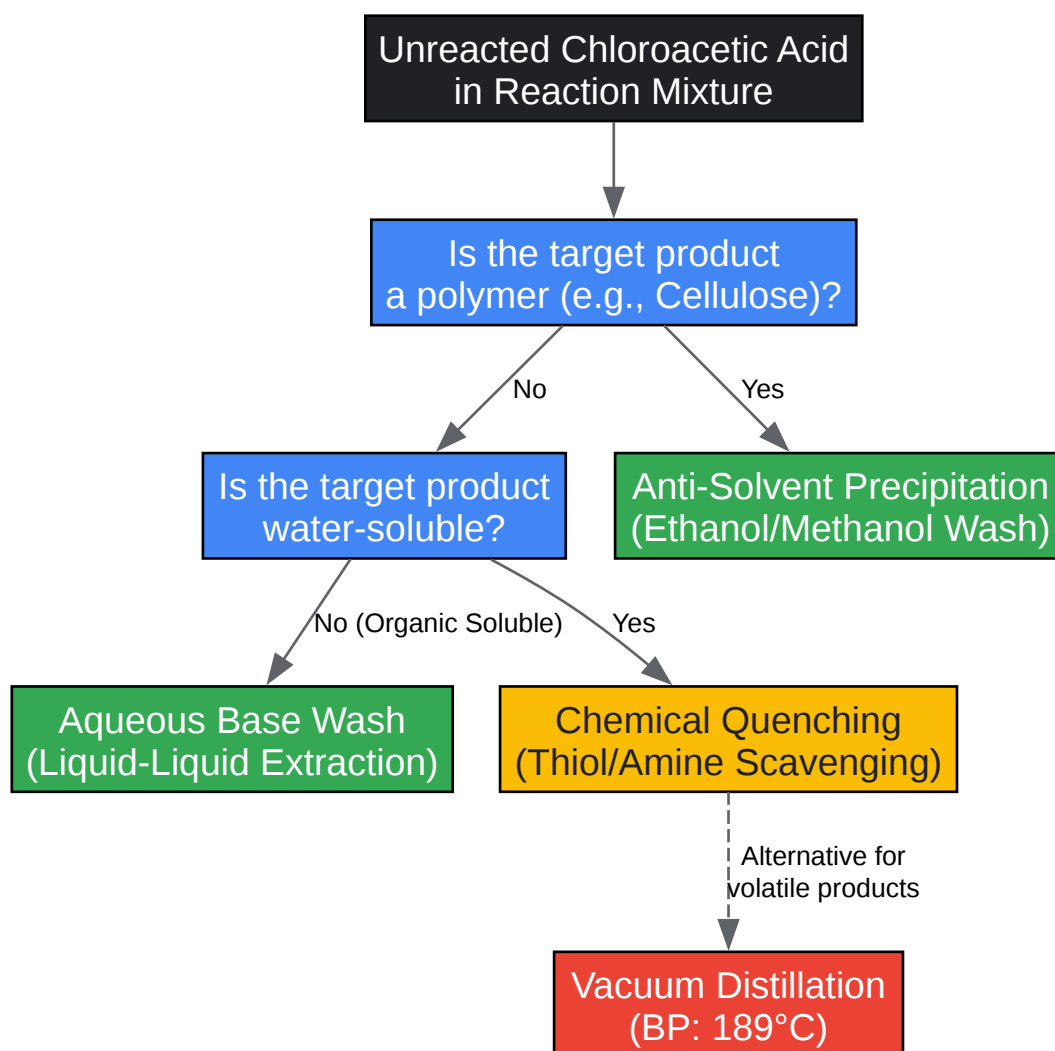 Unreacted Chloroacetic Acid
in Reaction Mixture
Is the target product
a polymer (e.g., Cellulose)?
No
Yes
Is the target product
water-soluble?
Anti-Solvent Precipitation
(Ethanol/Methanol Wash)
No (Organic Soluble)
Yes
Aqueous Base Wash
(Liquid-Liquid Extraction)
Chemical Quenching
(Thiol/Amine Scavenging)
Alternative for
volatile products
Vacuum Distillation
(BP: 189°C)